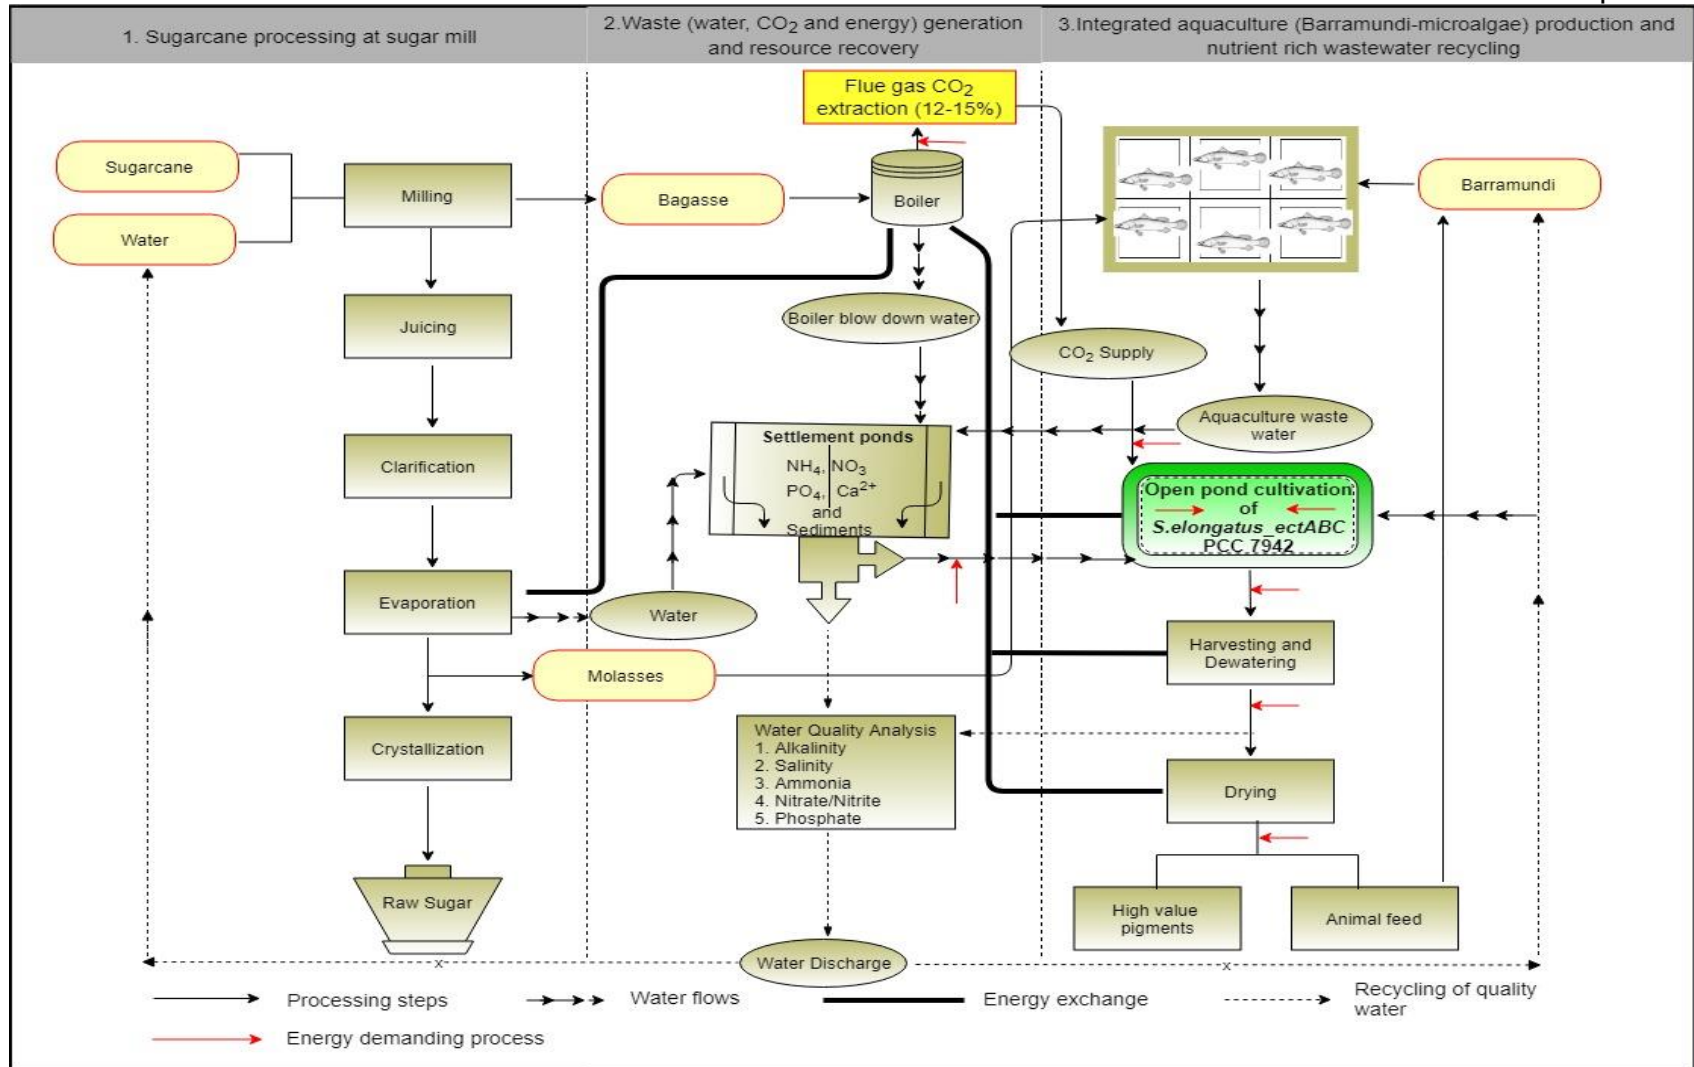 1. Sugarcane processing at sugar mill
2.Waste (water, CO2 and energy) generation
and resource recovery
3.Integrated aquaculture (Barramundi-microalgae) production and
nutrient rich wastewater recycling
Flue gas CO2
extraction (12-15%)
Sugarcane
Water
Milling
Bagasse
Boiler
Barramundi
Juicing
Boiler blow down water
CO2 Supply
Aquaculture waste
water
Clarification
Settlement ponds
NH4, NO3
PO4, Ca2+
and
Sediments
Open pond cultivation
of
S.elongatus_ectABC
PCC 7942
Evaporation
Water
Harvesting and
Dewatering
Molasses
Crystallization
Water Quality Analysis
1. Alkalinity
2. Salinity
3. Ammonia
4. Nitrate/Nitrite
5. Phosphate
Drying
Raw Sugar
High value
pigments
Animal feed
Water Discharge
x
x
Processing steps
Water flows
Energy exchange
Recycling of quality
water
Energy demanding process